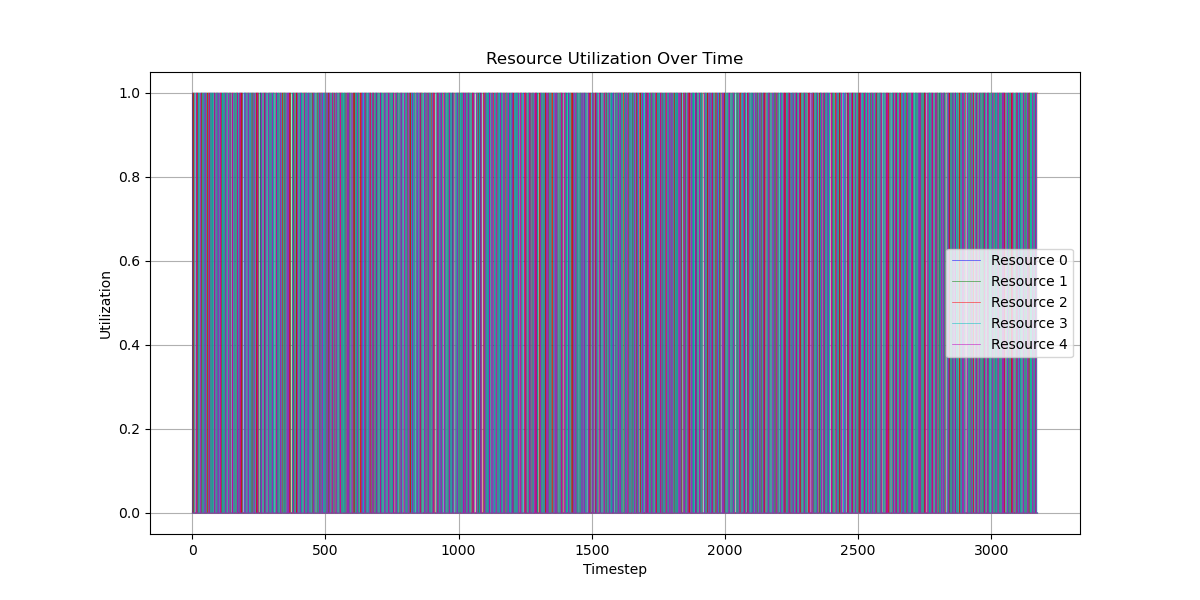 Resource Utilization Over Time
Utilization
1.0
0.8
0.6
0.4
0.2
0.0
Resource 0
Resource 1
Resource 2
Resource 3
Resource 4
0 500 1000 1500 2000 2500 3000
Timestep